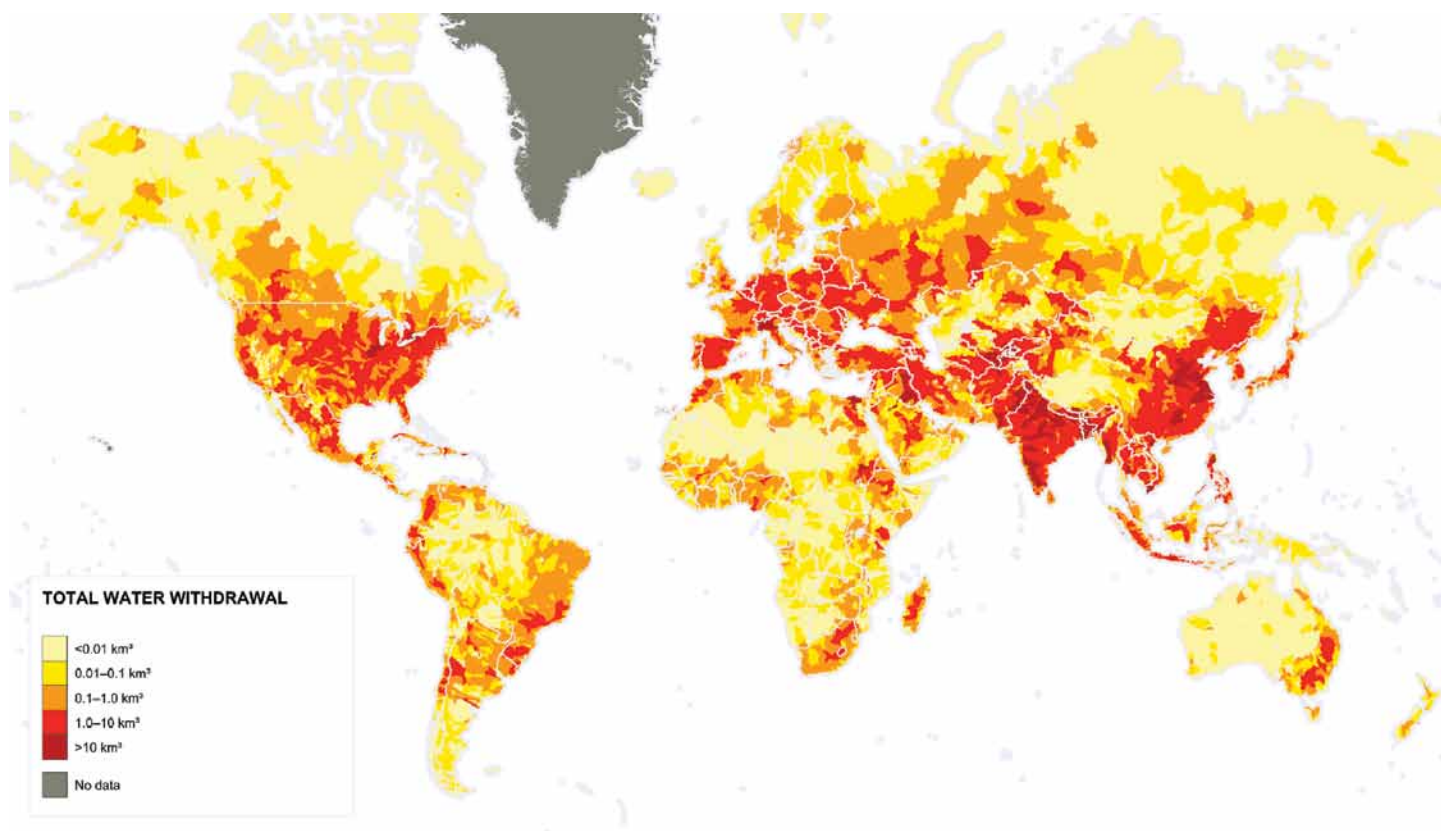 TOTAL WATER WITHDRAWAL
<0.01 km³
0.01–0.1 km³
0.1–1.0 km³
1.0–10 km³
>10 km³
No data